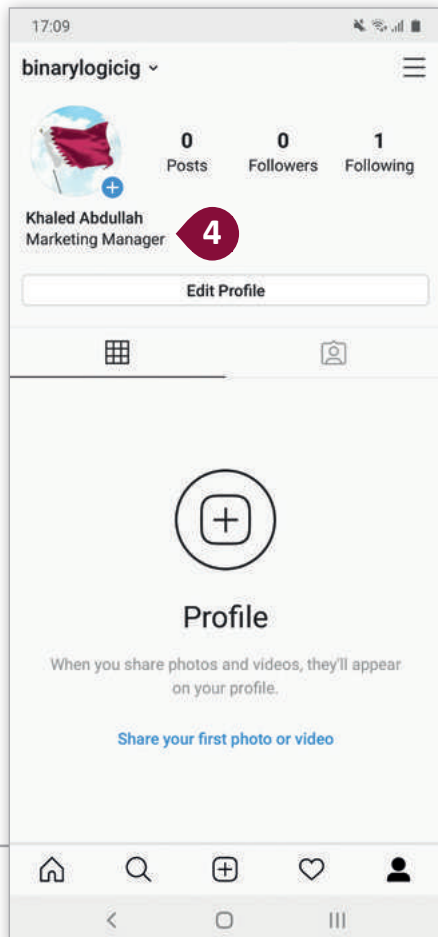 17:09
binarylogicig
0 0 1
Posts Followers Following
Khaled Abdullah
Marketing Manager
4
Edit Profile
Profile
When you share photos and videos, they'll appear
on your profile.
Share your first photo or video